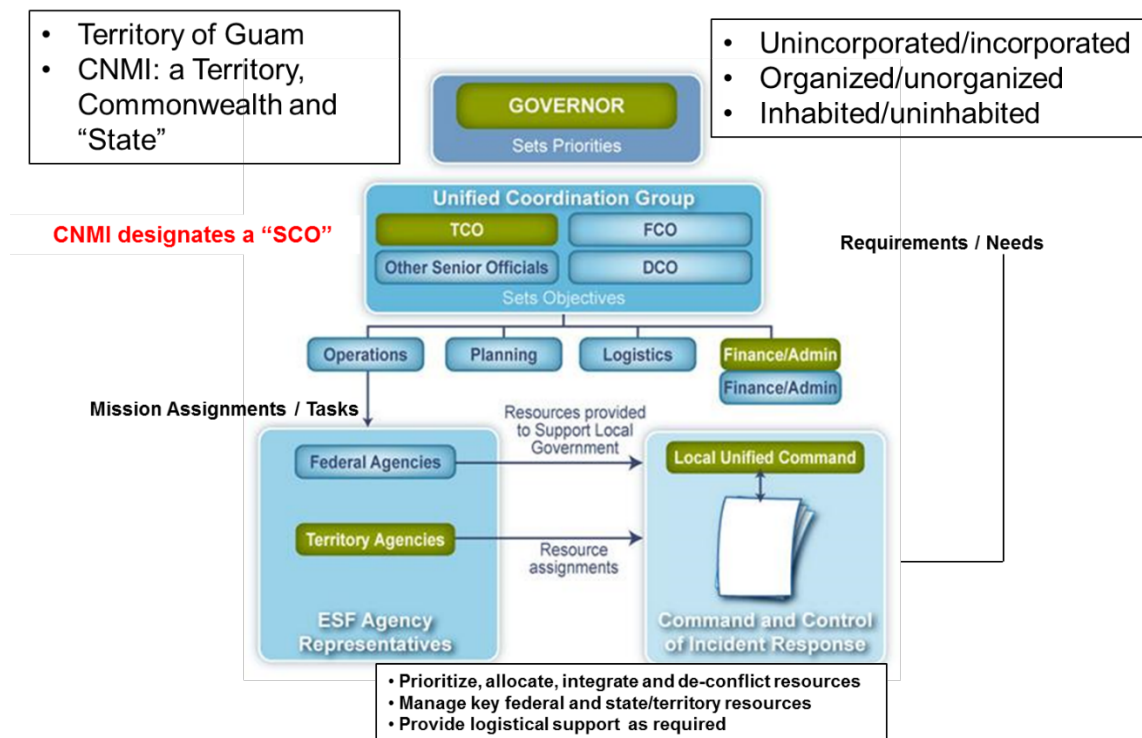 • Territory of Guam
• CNMI: a Territory,
Commonwealth and
“State”
• Unincorporated/incorporated
• Organized/unorganized
• Inhabited/uninhabited
GOVERNOR
Sets Priorities
Unified Coordination Group
TCO
FCO
Other Senior Officials
DCO
Sets Objectives
CNMI designates a “SCO”
Requirements / Needs
Operations
Planning
Logistics
Finance/Admin
Finance/Admin
Mission Assignments / Tasks
Resources provided
to Support Local
Government
Federal Agencies
Local Unified Command
Territory Agencies
Resource
assignments
ESF Agency
Representatives
Command and Control
of Incident Response
• Prioritize, allocate, integrate and de-conflict resources
• Manage key federal and state/territory resources
• Provide logistical support as required